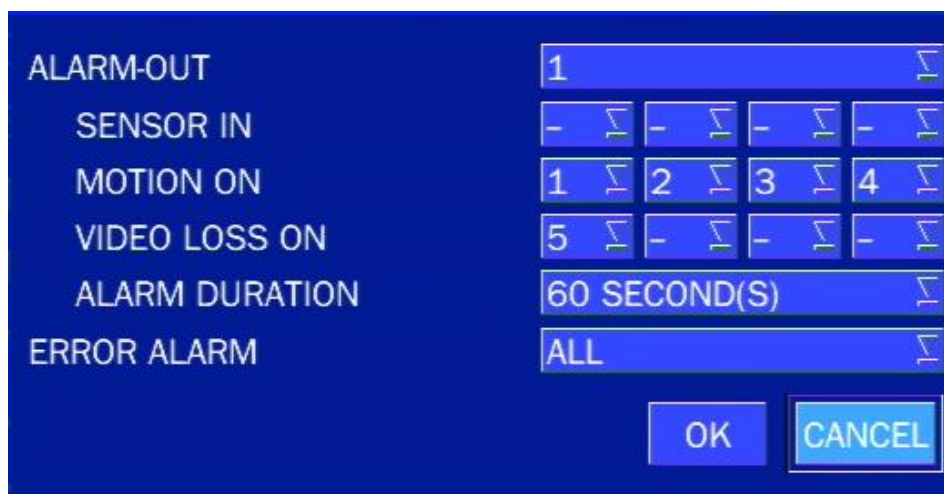 ALARM-OUT 1
SENSOR IN - - - -
MOTION ON 1 2 3 4
VIDEO LOSS ON 5 - - -
ALARM DURATION 60 SECOND(S)
ERROR ALARM ALL
OK CANCEL